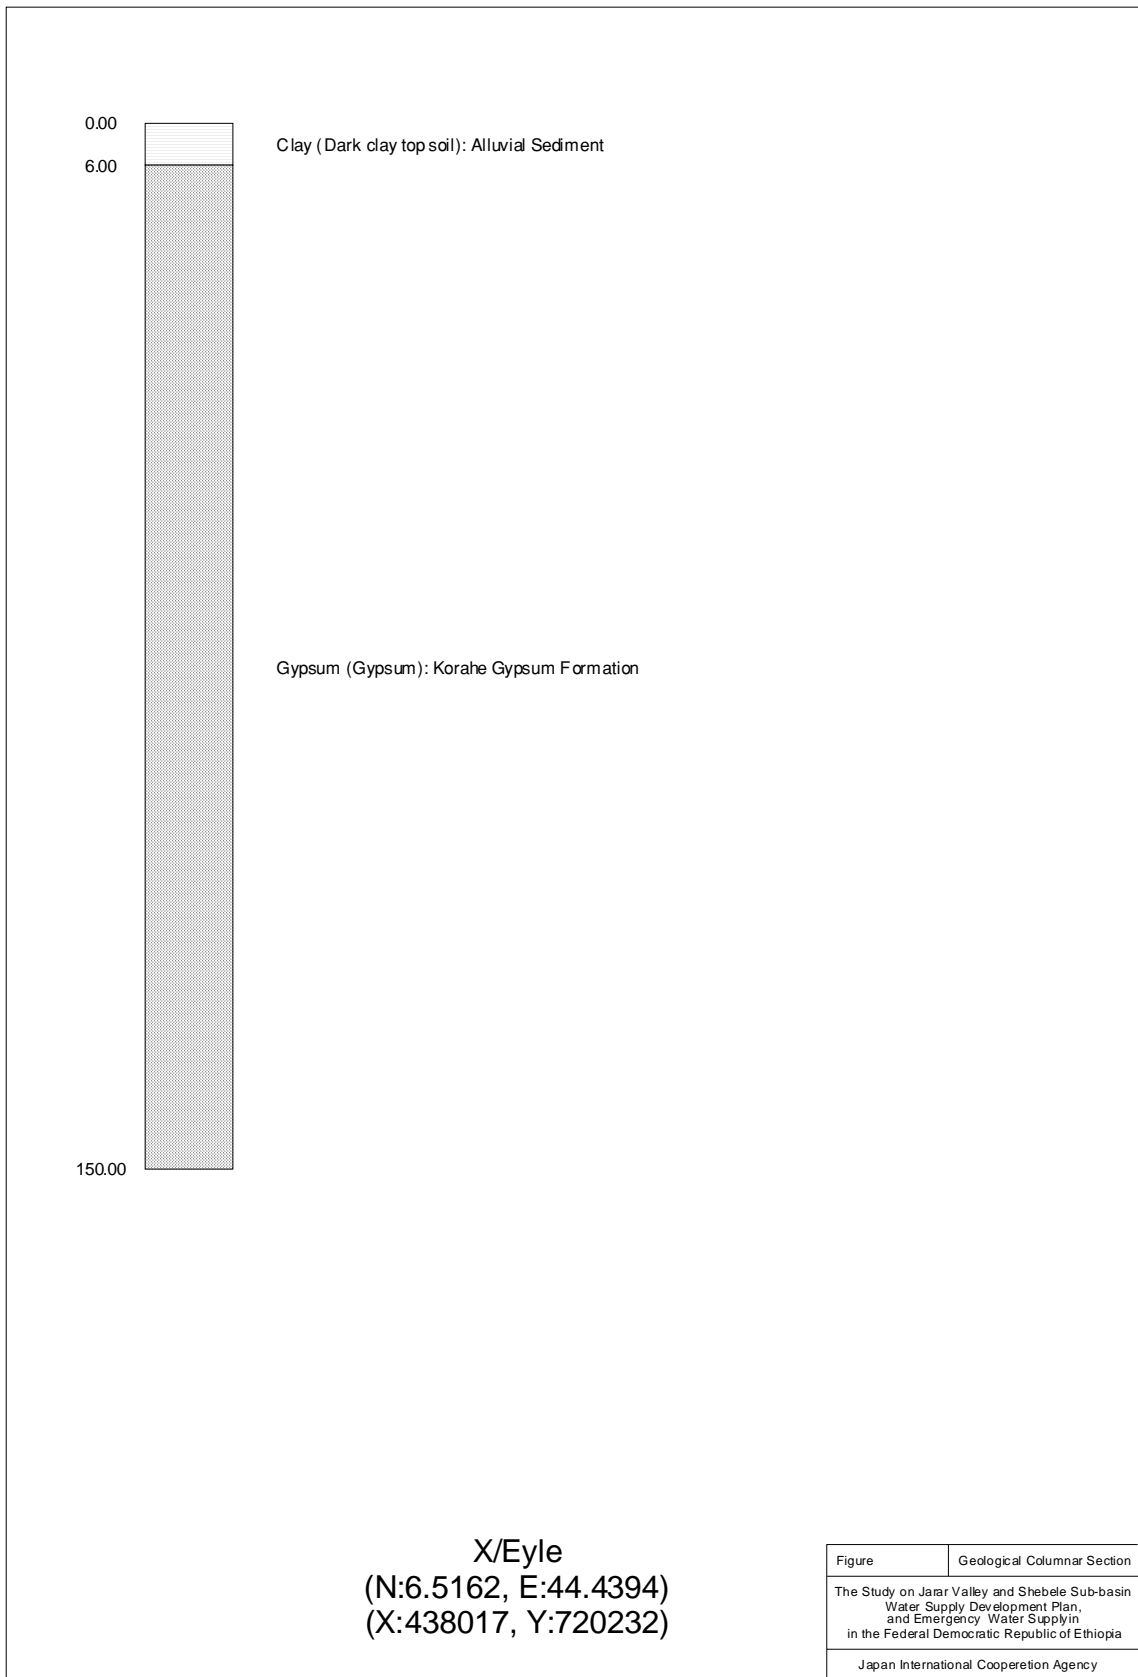 0.00
Clay (Dark clay top soil): Alluvial Sediment
6.00
Gypsum (Gypsum): Korahe Gypsum Formation
150.00
X/Eyle
(N:6.5162, E:44.4394)
(X:438017, Y:720232)
Figure Geological Columnar Section
The Study on Jarar Valley and Shebele Sub-basin
Water Supply Development Plan,
and Emergency Water Supplyin
in the Federal Democratic Republic of Ethiopia
Japan International Cooperetion Agency